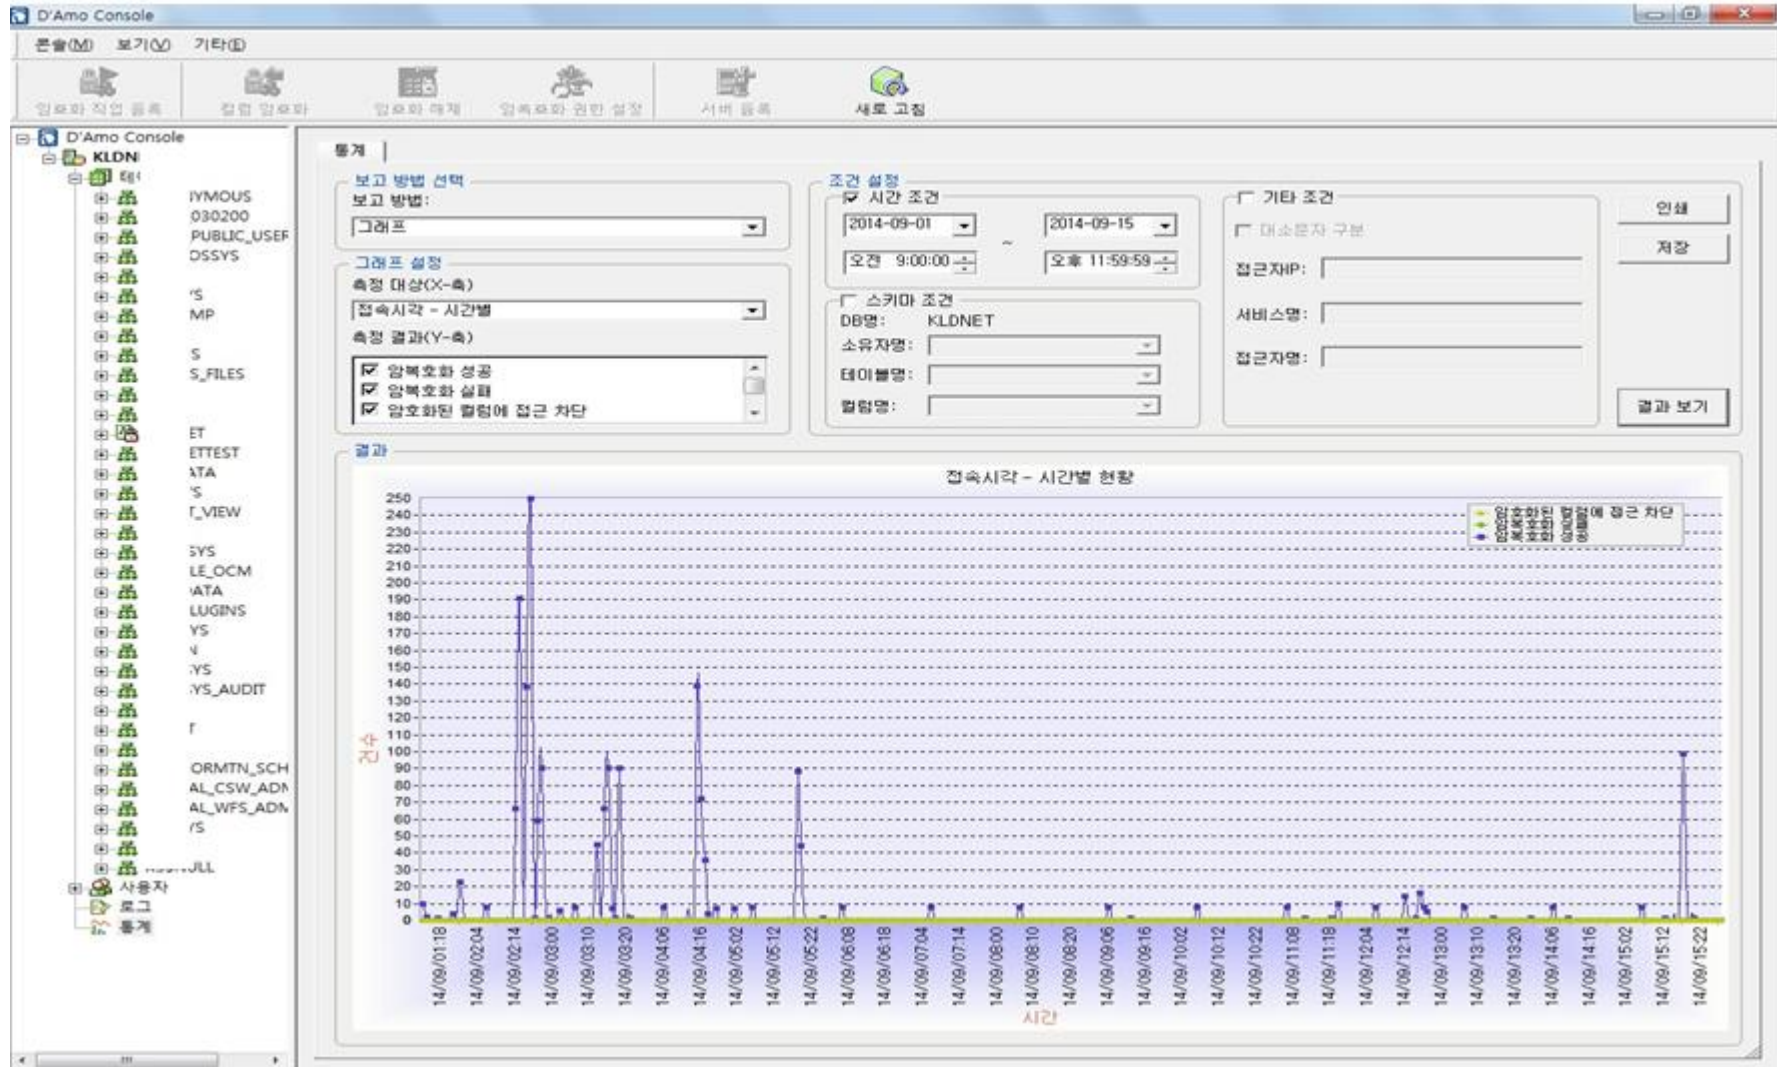 D'Amo Console
콘솔(M) 보기(V) 기타(E)
암호화 직업 등록 컬럼 암호화 암호화 해제 암복호화 권한 설정 서버 등록 새로 고침
D'Amo Console
KLDN
YMOUS
030200
PUBLIC_USER
OSSYS
'S
MP
S
S_FILES
ET
ETTEST
ATA
'S
T_VIEW
SYS
LE_OCM
ATA
LUGINS
YS
YS
YS_AUDIT
ORMTN_SCH
AL_CSW_ADM
AL_WFS_ADM
'S
사용자
로그
통계
통계
보고 방법 선택
보고 방법:
그래프
그래프 설정
측정 대상(X-축)
접속시각 - 시간별
측정 결과(Y-축)
암복호화 성공
암복호화 실패
암호화된 컬럼에 접근 차단
조건 설정
시간 조건
2014-09-01 2014-09-15
~
오전 9:00:00 오후 11:59:59
스키마 조건
DB명: KLDNET
소유자명:
테이블명:
컬럼명:
기타 조건
대소문자 구분
접근자IP:
서비스명:
접근자명:
인쇄
저장
결과 보기
결과
접속시각 - 시간별 현황
암호화된 컬럼에 접근 차단
암복호화 실패
암복호화 성공
250
240
230
220
210
200
190
180
170
160
150
140
130
120
110
100
90
80
70
60
50
40
30
20
10
0
건수
14/09/01:18
14/09/02:04
14/09/02:14
14/09/03:00
14/09/03:10
14/09/03:20
14/09/04:06
14/09/04:16
14/09/05:02
14/09/05:12
14/09/05:22
14/09/06:08
14/09/06:18
14/09/07:04
14/09/07:14
14/09/08:00
14/09/08:10
14/09/08:20
14/09/09:06
14/09/09:16
14/09/10:02
14/09/10:12
14/09/10:22
14/09/11:08
14/09/11:18
14/09/12:04
14/09/12:14
14/09/13:00
14/09/13:10
14/09/13:20
14/09/14:06
14/09/14:16
14/09/15:02
14/09/15:12
14/09/15:22
시간